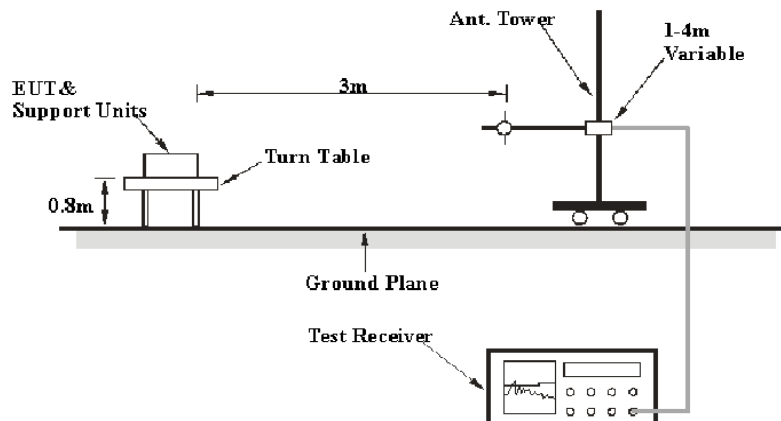 Ant. Tower
1-4m
Variable
3m
EUT &
Support Units
Turn Table
0.8m
Ground Plane
Test Receiver